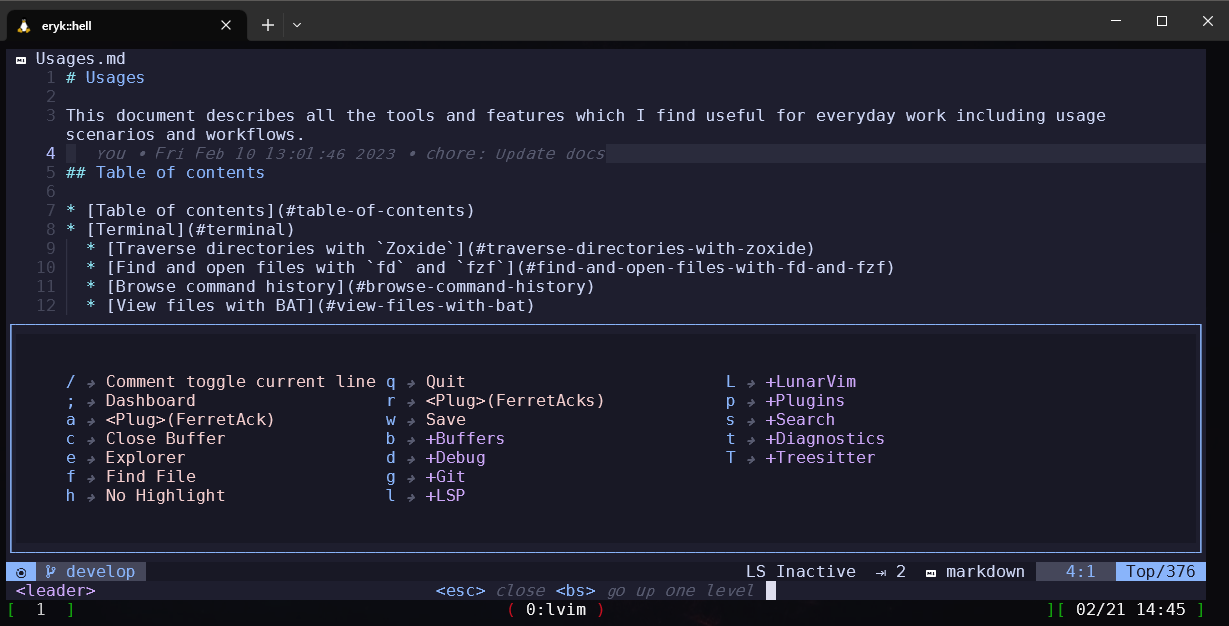 eryk::hell
Usages.md
1 # Usages
2
3 This document describes all the tools and features which I find useful for everyday work including usage
scenarios and workflows.
4 You • Fri Feb 10 13:01:46 2023 • chore: Update docs
5 ## Table of contents
6
7 * [Table of contents](#table-of-contents)
8 * [Terminal](#terminal)
9 * [Traverse directories with `Zoxide`](#traverse-directories-with-zoxide)
10 * [Find and open files with `fd` and `fzf`](#find-and-open-files-with-fd-and-fzf)
11 * [Browse command history](#browse-command-history)
12 * [View files with BAT](#view-files-with-bat)
/ → Comment toggle current line q → Quit L → +LunarVim
; → Dashboard r → <Plug>(FerretAcks) p → +Plugins
a → <Plug>(FerretAck) w → Save s → +Search
c → Close Buffer b → +Buffers t → +Diagnostics
e → Explorer d → +Debug T → +Treesitter
f → Find File g → +Git
h → No Highlight l → +LSP
develop LS Inactive ⇥ 2 markdown 4:1 Top/376
<leader> <esc> close <bs> go up one level
[ 1 ] ( 0:lvim ) ][ 02/21 14:45 ]